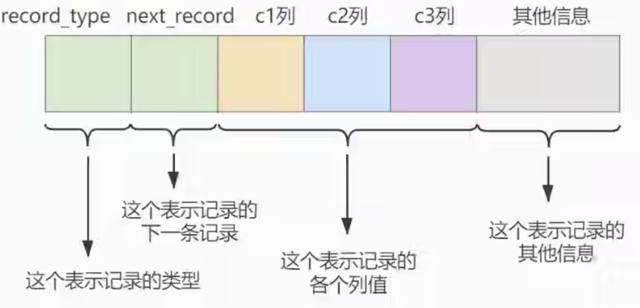 record_type next_record c1列 c2列 c3列 其他信息
这个表示记录的
下一条记录
这个表示记录的类型
这个表示记录的
各个列值
这个表示记录的
其他信息